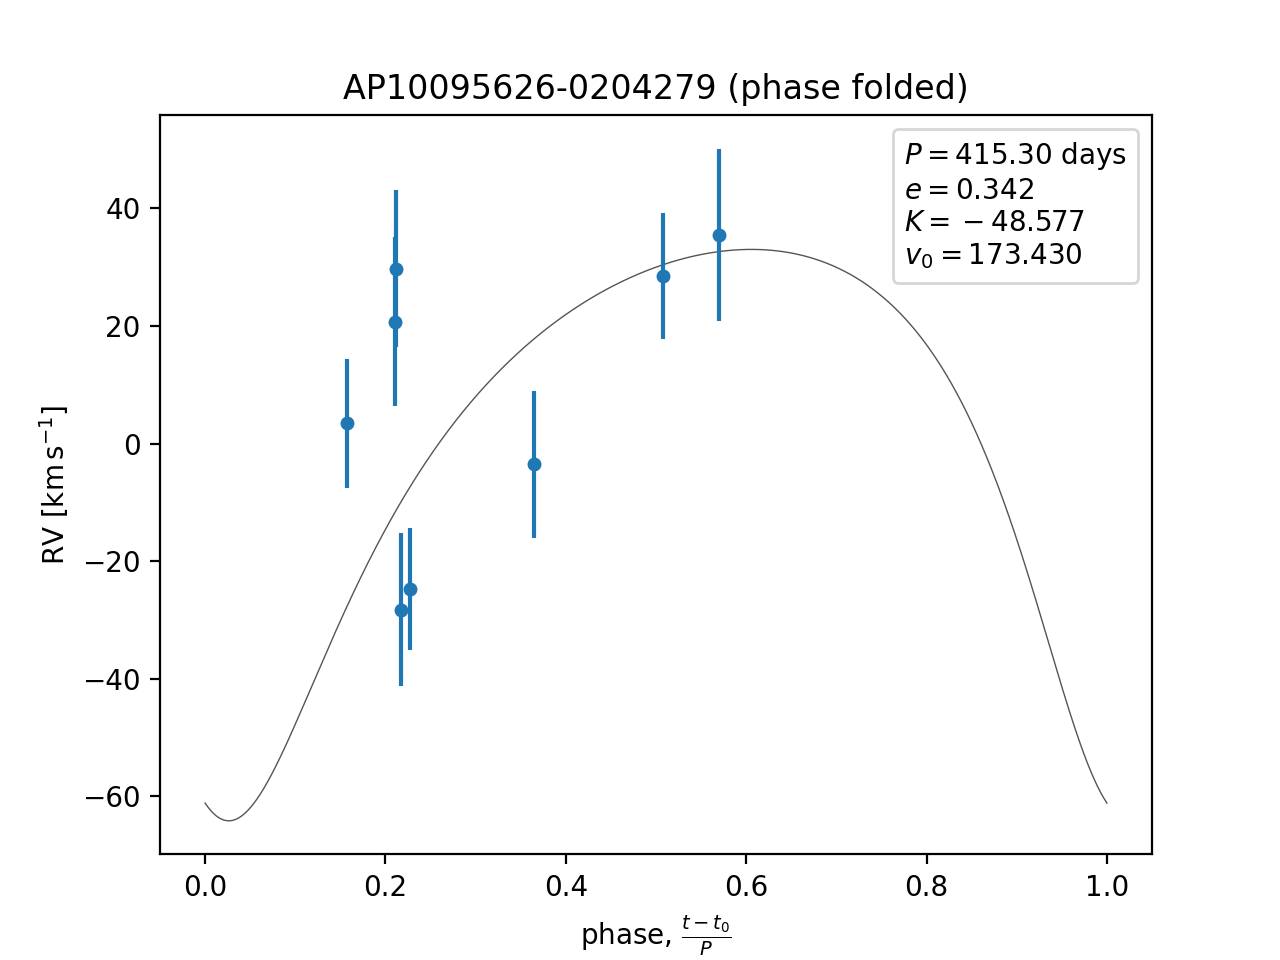 AP10095626-0204279 (phase folded)
P = 415.30 days
e = 0.342
K = −48.577
v₀ = 173.430
40
20
0
−20
−40
−60
RV [km s⁻¹]
0.0 0.2 0.4 0.6 0.8 1.0
phase, (t − t₀)/P